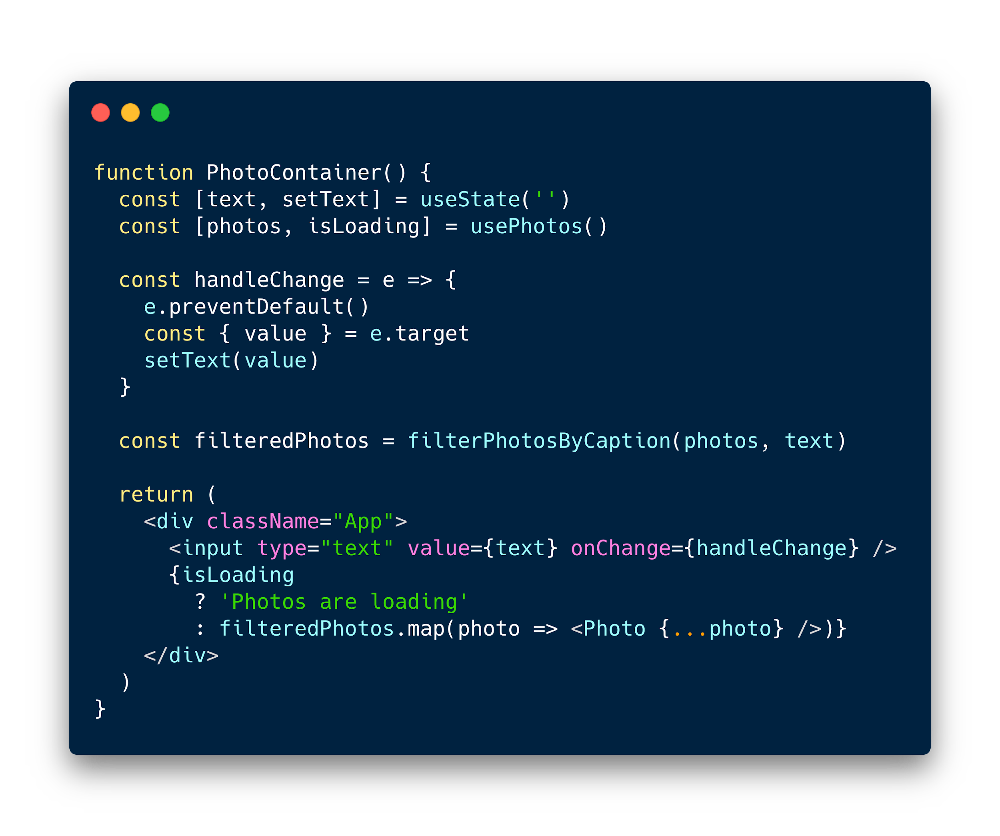 function PhotoContainer() {
  const [text, setText] = useState('')
  const [photos, isLoading] = usePhotos()

  const handleChange = e => {
    e.preventDefault()
    const { value } = e.target
    setText(value)
  }

  const filteredPhotos = filterPhotosByCaption(photos, text)

  return (
    <div className="App">
      <input type="text" value={text} onChange={handleChange} />
      {isLoading
        ? 'Photos are loading'
        : filteredPhotos.map(photo => <Photo {...photo} />)}
    </div>
  )
}